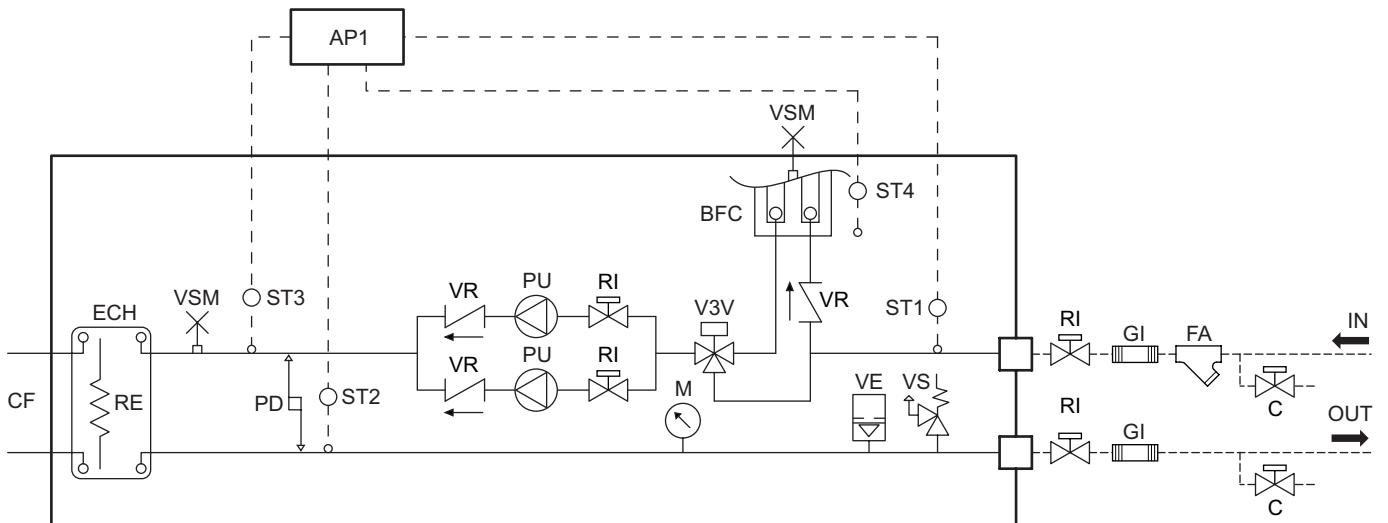 AP1
VSM
ST4
BFC
ST3
VSM
ECH
VR
PU
RI
V3V
VR
ST1
RI
GI
FA
IN
VR
PU
RI
CF
RE
PD
ST2
M
VE
VS
RI
GI
C
OUT
C